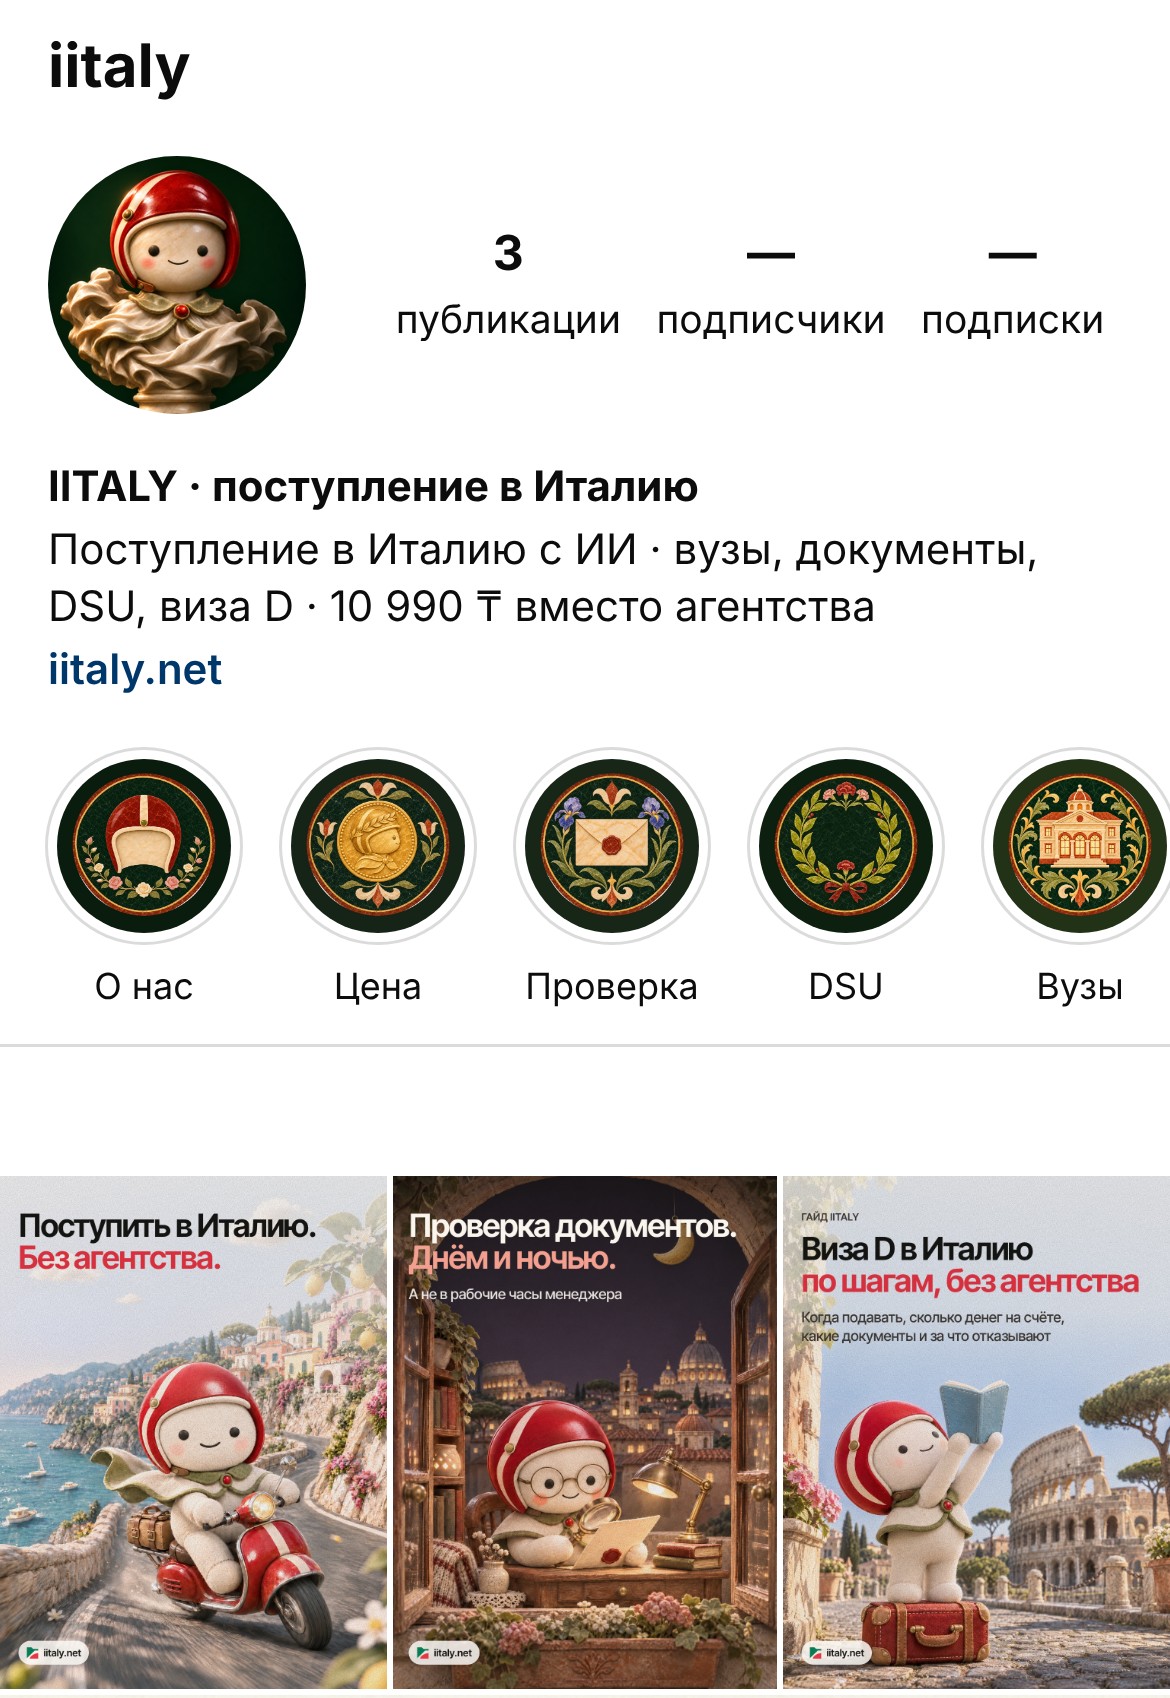 iitaly
3
—
—
публикации
подписчики
подписки
IITALY · поступление в Италию
Поступление в Италию с ИИ · вузы, документы,
DSU, виза D · 10 990 ₸ вместо агентства
iitaly.net
О нас
Цена
Проверка
DSU
Вузы
Поступить в Италию.
Без агентства.
iitaly.net
Проверка документов.
Днём и ночью.
А не в рабочие часы менеджера
iitaly.net
ГАЙД IITALY
Виза D в Италию
по шагам, без агентства
Когда подавать, сколько денег на счёте,
какие документы и за что отказывают
iitaly.net